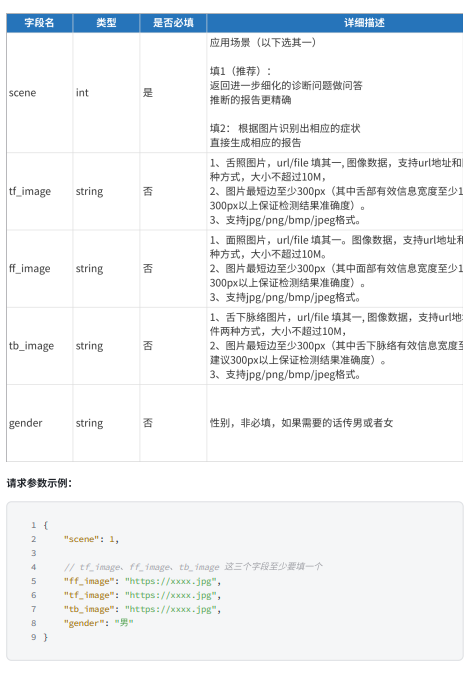 字段名 类型 是否必填 详细描述
scene int 是
应用场景（以下选其一）
填1（推荐）：
返回进一步细化的诊断问题做问答
推断的报告更精确
填2： 根据图片识别出相应的症状
直接生成相应的报告
tf_image string 否
1、舌照图片，url/file 填其一, 图像数据，支持url地址和
种方式，大小不超过10M，
2、图片最短边至少300px（其中舌部有效信息宽度至少1
300px以上保证检测结果准确度）。
3、支持jpg/png/bmp/jpeg格式。
ff_image string 否
1、面照图片，url/file 填其一。图像数据，支持url地址和
种方式，大小不超过10M。
2、图片最短边至少300px（其中面部有效信息宽度至少1
300px以上保证检测结果准确度）。
3、支持jpg/png/bmp/jpeg格式。
tb_image string 否
1、舌下脉络图片，url/file 填其一, 图像数据，支持url地
件两种方式，大小不超过10M，
2、图片最短边至少300px（其中舌下脉络有效信息宽度至
建议300px以上保证检测结果准确度）。
3、支持jpg/png/bmp/jpeg格式。
gender string 否 性别，非必填，如果需要的话传男或者女
请求参数示例：
1 {
2 "scene": 1,
3
4 // tf_image、ff_image、tb_image 这三个字段至少要填一个
5 "ff_image": "https://xxxx.jpg",
6 "tf_image": "https://xxxx.jpg",
7 "tb_image": "https://xxxx.jpg",
8 "gender": "男"
9 }